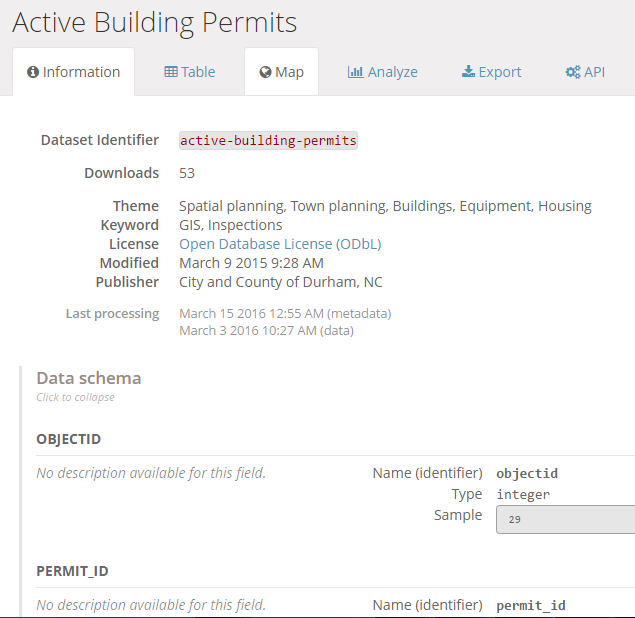 Active Building Permits
Information Table Map Analyze Export API
Dataset Identifier active-building-permits
Downloads 53
Theme Spatial planning, Town planning, Buildings, Equipment, Housing
Keyword GIS, Inspections
License Open Database License (ODbL)
Modified March 9 2015 9:28 AM
Publisher City and County of Durham, NC
Last processing March 15 2016 12:55 AM (metadata)
March 3 2016 10:27 AM (data)
Data schema
Click to collapse
OBJECTID
No description available for this field. Name (identifier) objectid
Type integer
Sample 29
PERMIT_ID
No description available for this field. Name (identifier) permit_id